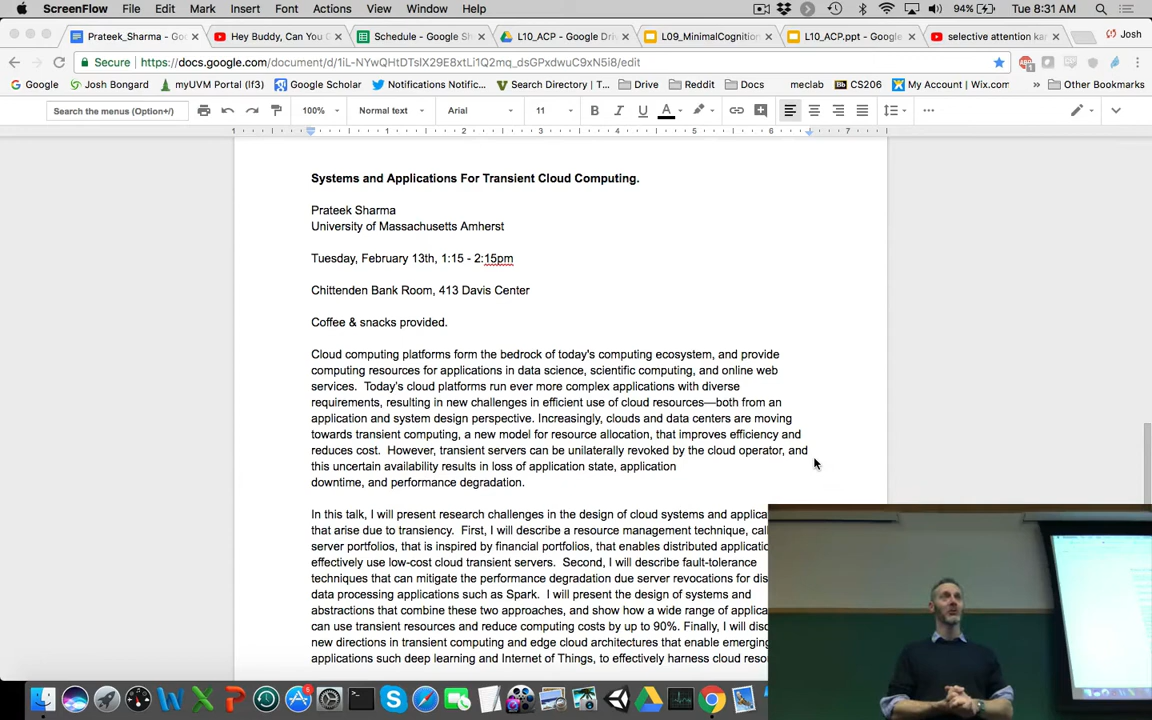 ScreenFlow File Edit Mark Insert Font Actions View Window Help 94% Tue 8:31 AM
Prateek_Sharma - Goo Hey Buddy, Can You G Schedule - Google Sh L10_ACP - Google Driv L09_MinimalCognition L10_ACP.ppt - Google selective attention kar Josh
Secure https://docs.google.com/document/d/1iL-NYwQHtDTslX29E8xtLi1Q2mq_dsGPxdwuC9xN5i8/edit
Google Josh Bongard myUVM Portal (lf3) Google Scholar Notifications Notific... Search Directory | T... Drive Reddit Docs meclab CS206 My Account / Wix.com Other Bookmarks
Search the menus (Option+/) 100% Normal text Arial 11
1 1 2 3 4 5 6 7
Systems and Applications For Transient Cloud Computing.
Prateek Sharma
University of Massachusetts Amherst
Tuesday, February 13th, 1:15 - 2:15pm
Chittenden Bank Room, 413 Davis Center
Coffee & snacks provided.
Cloud computing platforms form the bedrock of today's computing ecosystem, and provide
computing resources for applications in data science, scientific computing, and online web
services. Today's cloud platforms run ever more complex applications with diverse
requirements, resulting in new challenges in efficient use of cloud resources—both from an
application and system design perspective. Increasingly, clouds and data centers are moving
towards transient computing, a new model for resource allocation, that improves efficiency and
reduces cost. However, transient servers can be unilaterally revoked by the cloud operator, and
this uncertain availability results in loss of application state, application
downtime, and performance degradation.
In this talk, I will present research challenges in the design of cloud systems and applica
that arise due to transiency. First, I will describe a resource management technique, call
server portfolios, that is inspired by financial portfolios, that enables distributed applicatio
effectively use low-cost cloud transient servers. Second, I will describe fault-tolerance
techniques that can mitigate the performance degradation due server revocations for dis
data processing applications such as Spark. I will present the design of systems and
abstractions that combine these two approaches, and show how a wide range of applica
can use transient resources and reduce computing costs by up to 90%. Finally, I will disc
new directions in transient computing and edge cloud architectures that enable emerging
applications such deep learning and Internet of Things, to effectively harness cloud resou